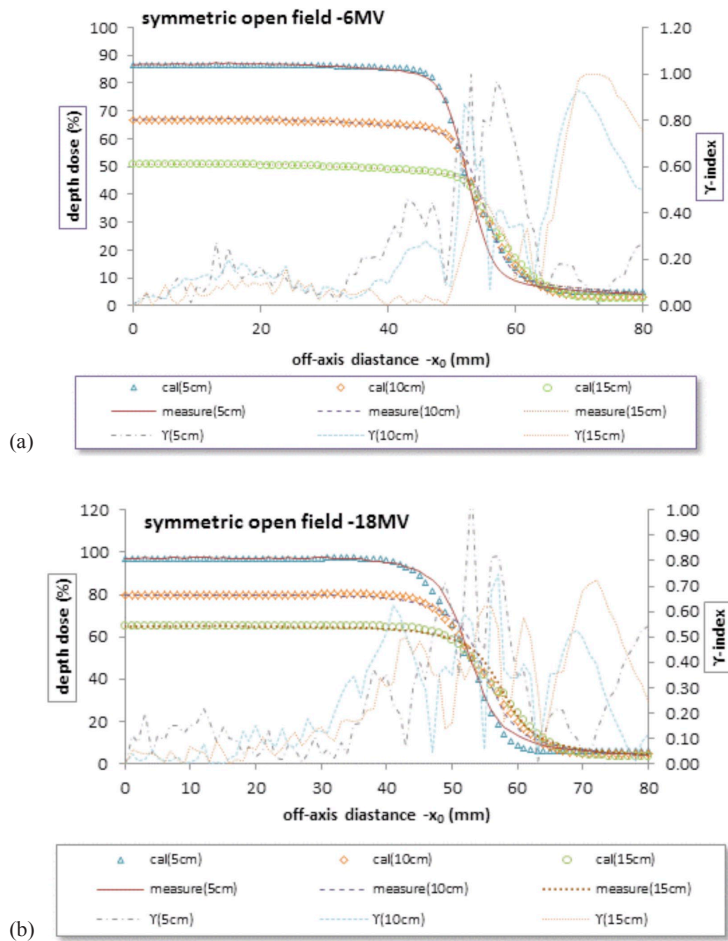 symmetric open field -6MV
100
90
80
70
60
50
40
30
20
10
0
depth dose (%)
1.20
1.00
0.80
0.60
0.40
0.20
0.00
ϒ-index
0 20 40 60 80
off-axis diastance -x₀ (mm)
cal(5cm) cal(10cm) cal(15cm)
measure(5cm) measure(10cm) measure(15cm)
ϒ(5cm) ϒ(10cm) ϒ(15cm)
(a)
symmetric open field -18MV
120
100
80
60
40
20
0
depth dose (%)
1.00
0.90
0.80
0.70
0.60
0.50
0.40
0.30
0.20
0.10
0.00
ϒ-index
0 10 20 30 40 50 60 70 80
off-axis diastance -x₀ (mm)
cal(5cm) cal(10cm) cal(15cm)
measure(5cm) measure(10cm) measure(15cm)
ϒ(5cm) ϒ(10cm) ϒ(15cm)
(b)